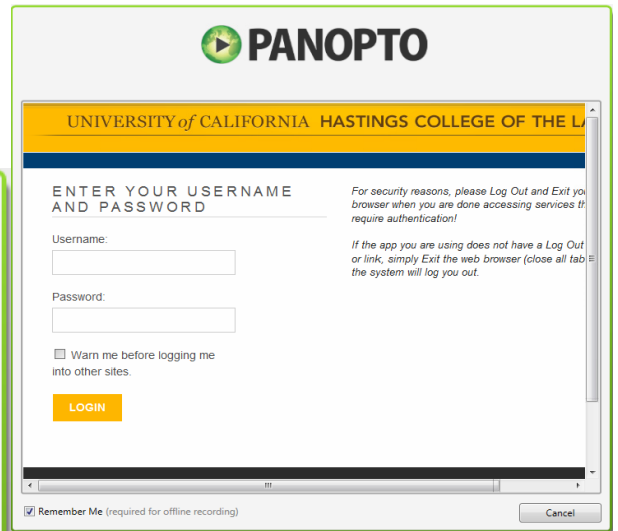 PANOPTO
UNIVERSITY of CALIFORNIA HASTINGS COLLEGE OF THE
ENTER YOUR USERNAME
AND PASSWORD
Username:
Password:
Warn me before logging me
into other sites.
LOGIN
For security reasons, please Log Out and Exit
browser when you are done accessing services
require authentication!
If the app you are using does not have a Log Out
or link, simply Exit the web browser (close all
the system will log you out.
Remember Me (required for offline recording)
Cancel